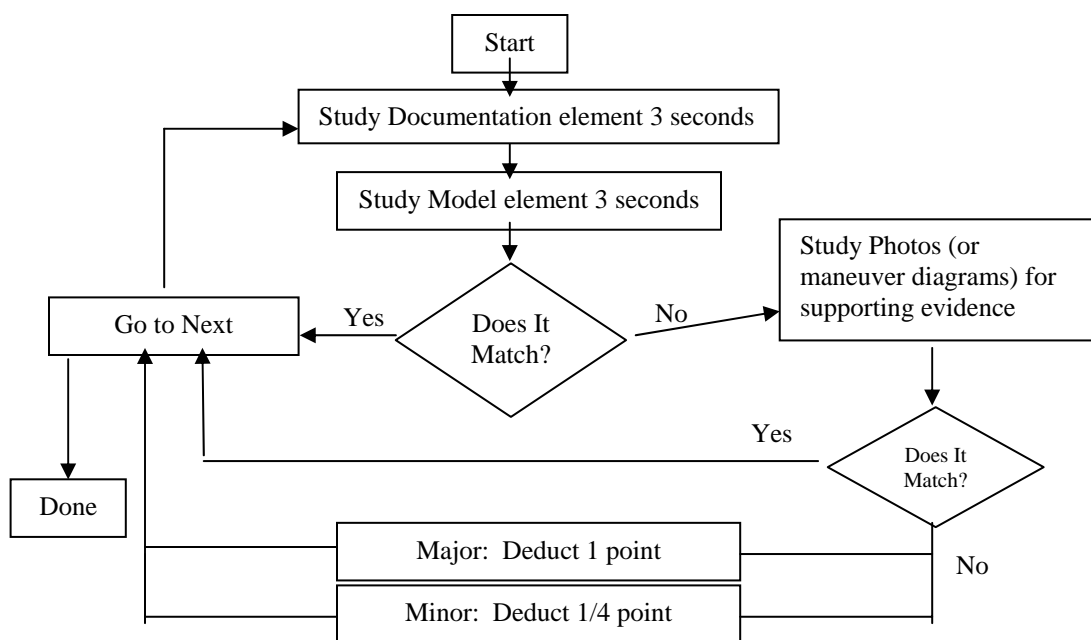 Start
Study Documentation element 3 seconds
Study Model element 3 seconds
Study Photos (or
maneuver diagrams) for
supporting evidence
Go to Next
Yes
Does It
Match?
No
Yes
Does It
Match?
Done
Major:  Deduct 1 point
No
Minor:  Deduct 1/4 point